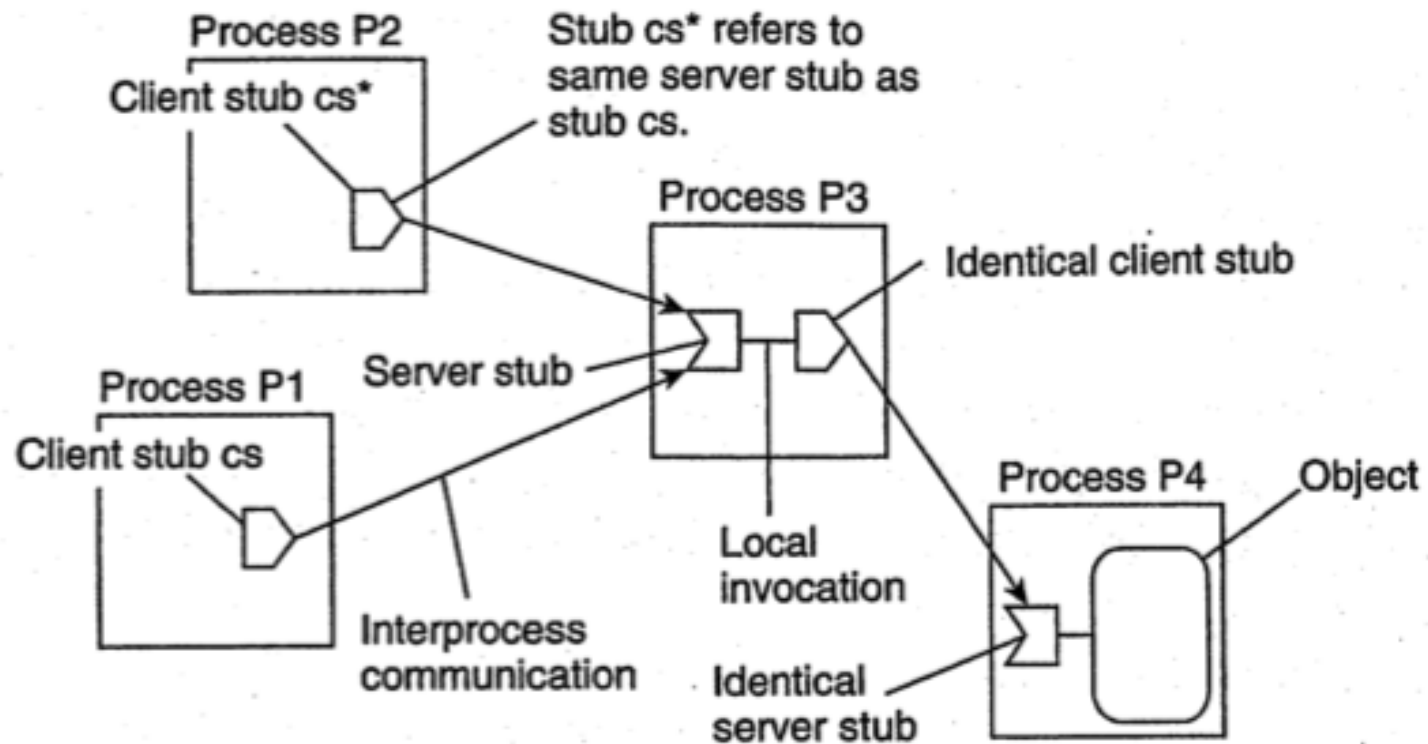 Process P2
Client stub cs*
Stub cs* refers to
same server stub as
stub cs.
Process P3
Identical client stub
Server stub
Process P1
Client stub cs
Interprocess
communication
Local
invocation
Process P4
Object
Identical
server stub